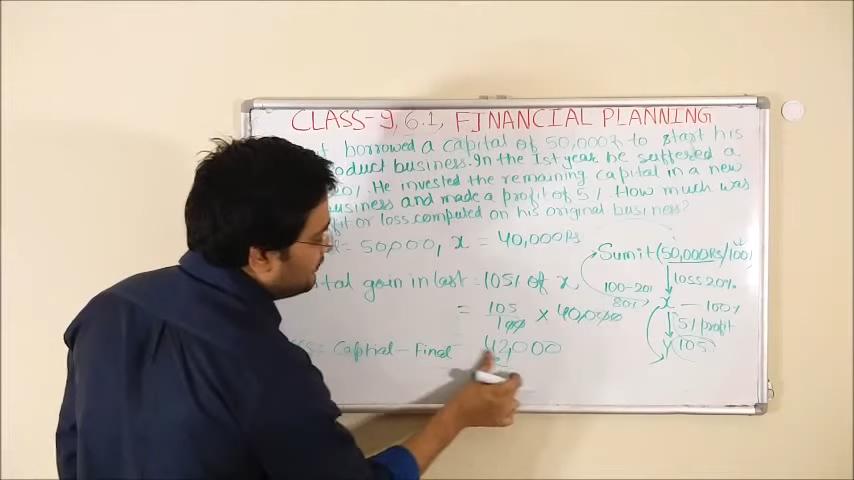 CLASS-9, 6.1, FINANCIAL PLANNING
borrowed a capital of 50,000₹ to start his
product business. In the 1st year he suffered a
He invested the remaining capital in a new
business and made a profit of 5% How much was
or loss computed on his original business?
= 50,000, x = 40,000Rs
gain in last = 105% of x
= 105/100 × 40,000
= Captial - Final 42,000
Sumit (50,000Rs/100%)
loss 20%
100-20%
80%
x - 100%
5% profit
Y (105)